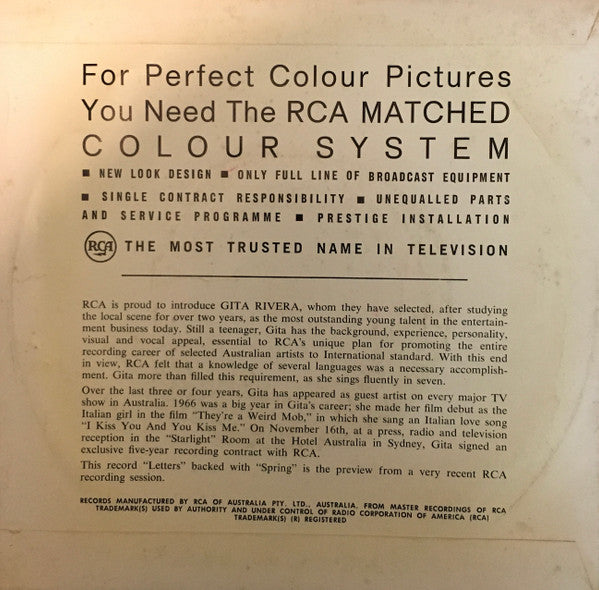 For Perfect Colour Pictures
You Need The RCA MATCHED
COLOUR SYSTEM
■ NEW LOOK DESIGN ■ ONLY FULL LINE OF BROADCAST EQUIPMENT
■ SINGLE CONTRACT RESPONSIBILITY ■ UNEQUALLED PARTS
AND SERVICE PROGRAMME ■ PRESTIGE INSTALLATION
RCA THE MOST TRUSTED NAME IN TELEVISION
RCA is proud to introduce GITA RIVERA, whom they have selected, after studying
the local scene for over two years, as the most outstanding young talent in the entertain-
ment business today. Still a teenager, Gita has the background, experience, personality,
visual and vocal appeal, essential to RCA's unique plan for promoting the entire
recording career of selected Australian artists to International standard. With this end
in view, RCA felt that a knowledge of several languages was a necessary accomplish-
ment. Gita more than filled this requirement, as she sings fluently in seven.
Over the last three or four years, Gita has appeared as guest artist on every major TV
show in Australia. 1966 was a big year in Gita's career; she made her film debut as the
Italian girl in the film "They're a Weird Mob," in which she sang an Italian love song
"I Kiss You And You Kiss Me." On November 16th, at a press, radio and television
reception in the "Starlight" Room at the Hotel Australia in Sydney, Gita signed an
exclusive five-year recording contract with RCA.
This record "Letters" backed with "Spring" is the preview from a very recent RCA
recording session.
RECORDS MANUFACTURED BY RCA OF AUSTRALIA PTY. LTD., AUSTRALIA, FROM MASTER RECORDINGS OF RCA
TRADEMARK(S) USED BY AUTHORITY AND UNDER CONTROL OF RADIO CORPORATION OF AMERICA (RCA)
TRADEMARK(S) (R) REGISTERED